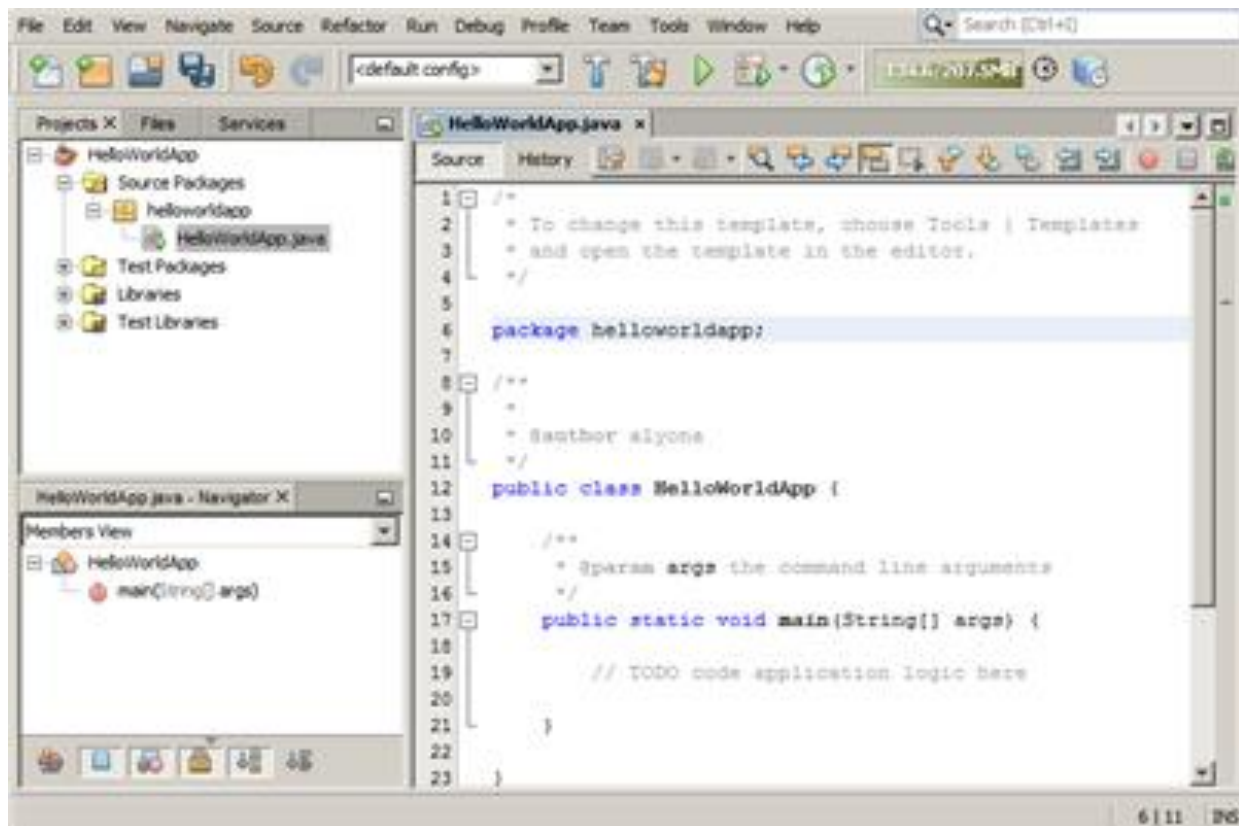 File Edit View Navigate Source Refactor Run Debug Profile Team Tools Window Help
Search (Ctrl+I)
<default config>
Projects Files Services
HelloWorldApp
Source Packages
helloworldapp
HelloWorldApp.java
Test Packages
Libraries
Test Libraries
HelloWorldApp.java - Navigator
Members View
HelloWorldApp
main(String[] args)
HelloWorldApp.java
Source History
1 /*
2 * To change this template, choose Tools | Templates
3 * and open the template in the editor.
4 */
5
6 package helloworldapp;
7
8 /**
9 *
10 * @author alyona
11 */
12 public class HelloWorldApp {
13
14 /**
15 * @param args the command line arguments
16 */
17 public static void main(String[] args) {
18
19 // TODO code application logic here
20
21 }
22
23 }
6 | 11 INS